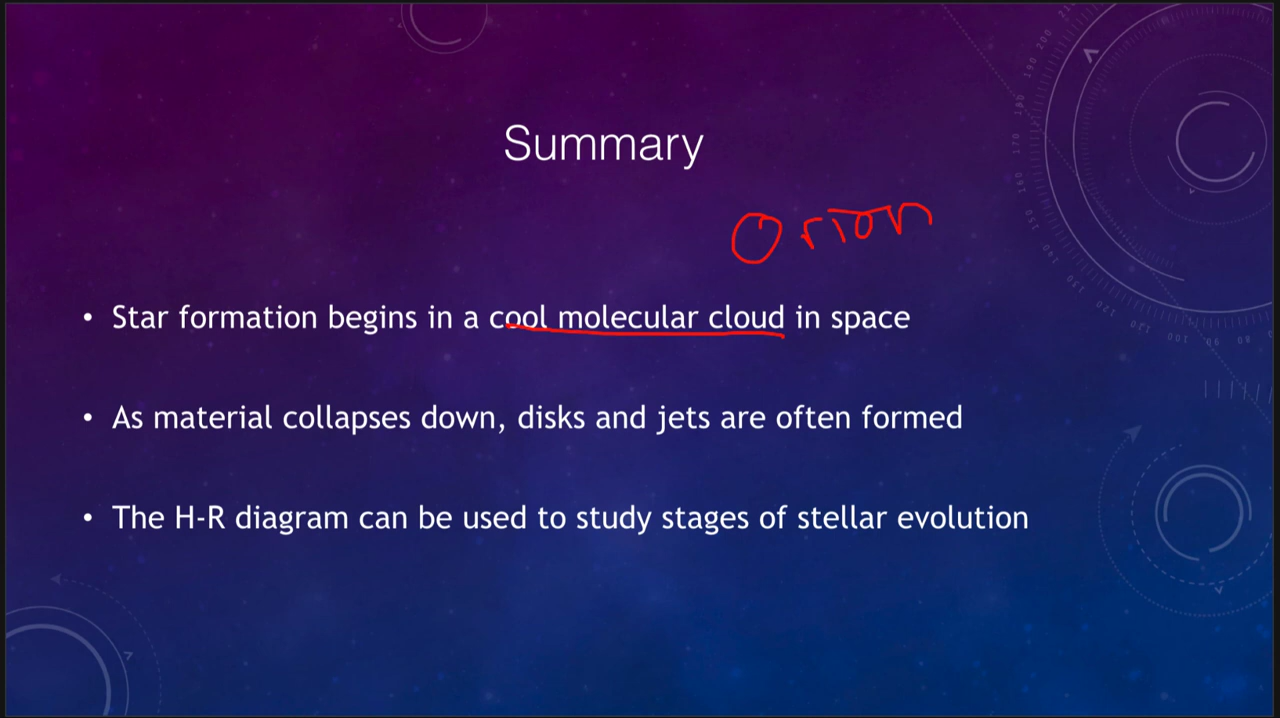 Summary
Orion
• Star formation begins in a cool molecular cloud in space
• As material collapses down, disks and jets are often formed
• The H-R diagram can be used to study stages of stellar evolution